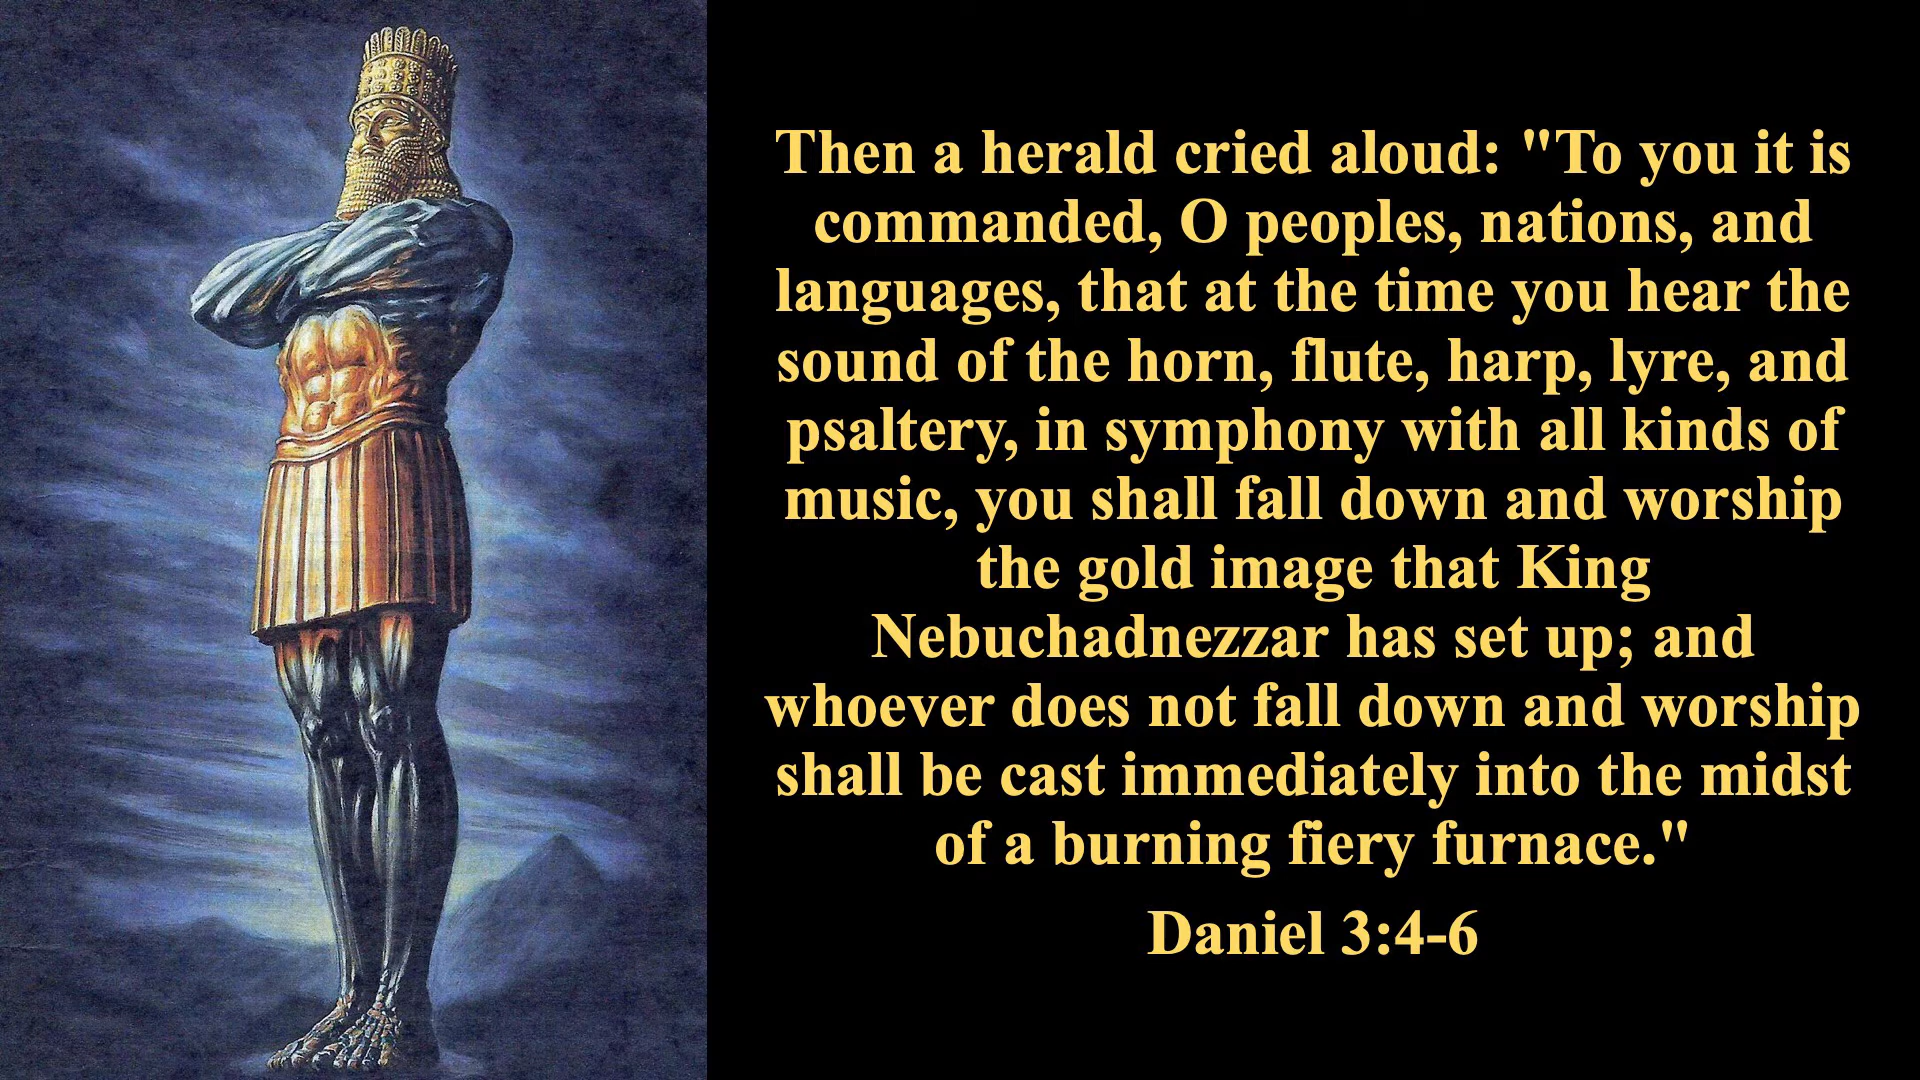 Then a herald cried aloud: "To you it is
commanded, O peoples, nations, and
languages, that at the time you hear the
sound of the horn, flute, harp, lyre, and
psaltery, in symphony with all kinds of
music, you shall fall down and worship
the gold image that King
Nebuchadnezzar has set up; and
whoever does not fall down and worship
shall be cast immediately into the midst
of a burning fiery furnace."
Daniel 3:4-6